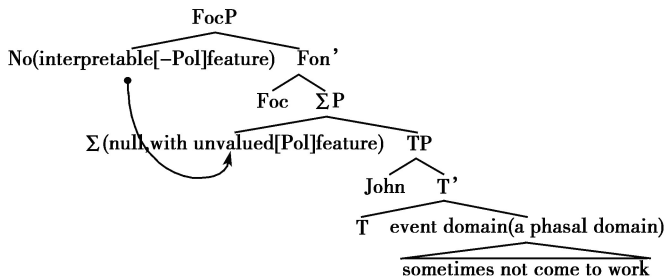 FocP
No(interpretable[−Pol]feature) Fon’
Foc ΣP
Σ(null,with unvalued[Pol]feature) TP
John T’
T event domain(a phasal domain)
sometimes not come to work